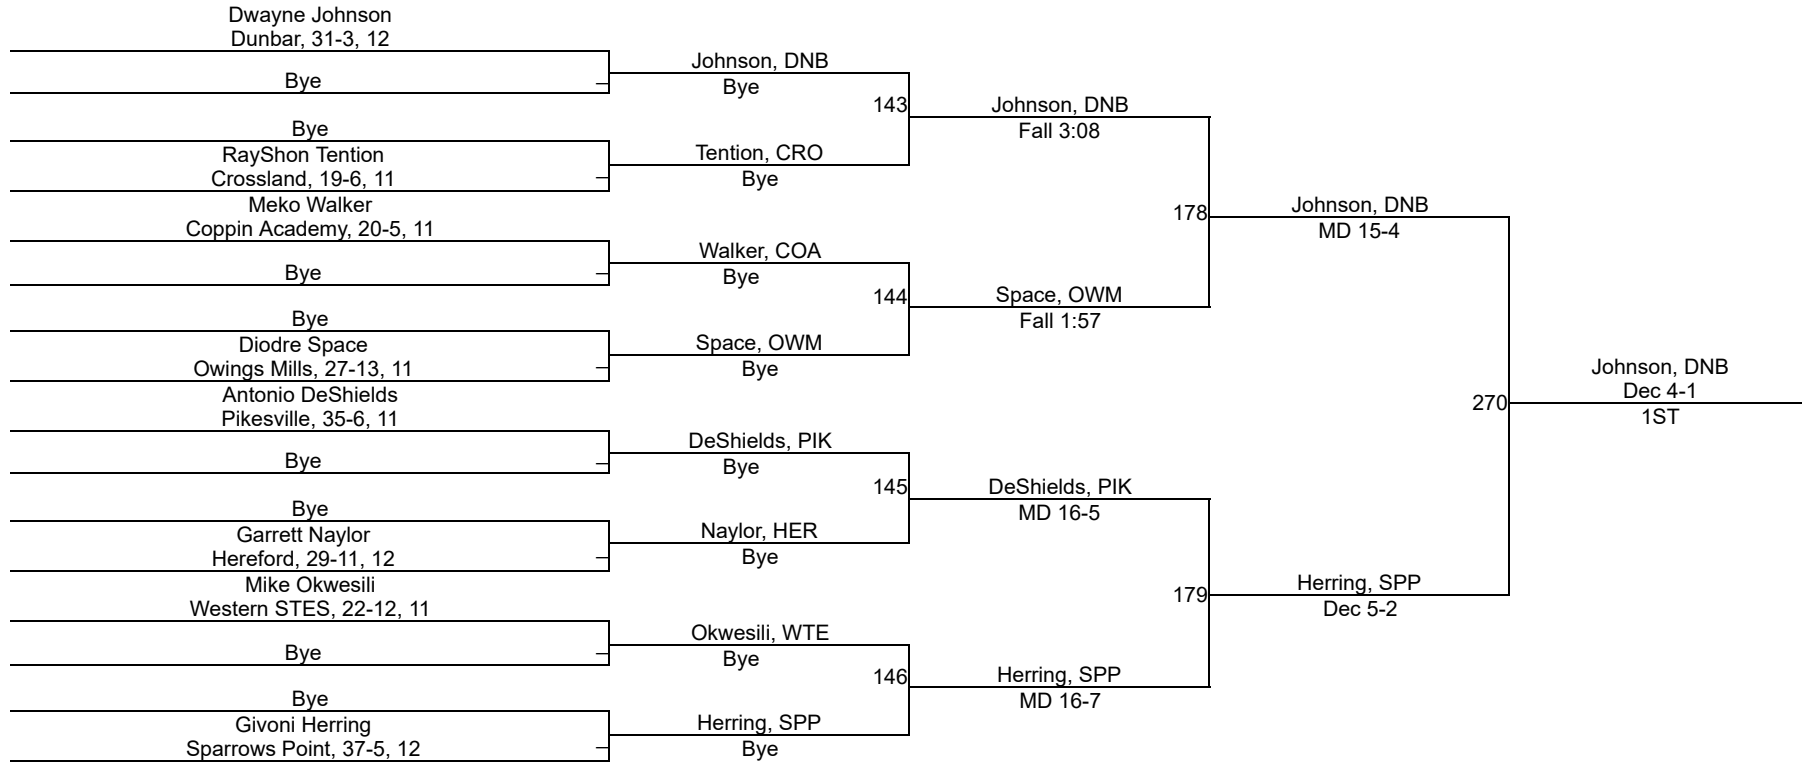 Dwayne Johnson
Dunbar, 31-3, 12
Bye
Bye
RayShon Tention
Crossland, 19-6, 11
Meko Walker
Coppin Academy, 20-5, 11
Bye
Bye
Diodre Space
Owings Mills, 27-13, 11
Antonio DeShields
Pikesville, 35-6, 11
Bye
Bye
Garrett Naylor
Hereford, 29-11, 12
Mike Okwesili
Western STES, 22-12, 11
Bye
Bye
Givoni Herring
Sparrows Point, 37-5, 12
Johnson, DNB
Bye
143
Tention, CRO
Bye
Walker, COA
Bye
144
Space, OWM
Bye
DeShields, PIK
Bye
145
Naylor, HER
Bye
Okwesili, WTE
Bye
146
Herring, SPP
Bye
Johnson, DNB
Fall 3:08
178
Space, OWM
Fall 1:57
DeShields, PIK
MD 16-5
179
Herring, SPP
MD 16-7
Johnson, DNB
MD 15-4
270
Herring, SPP
Dec 5-2
Johnson, DNB
Dec 4-1
1ST